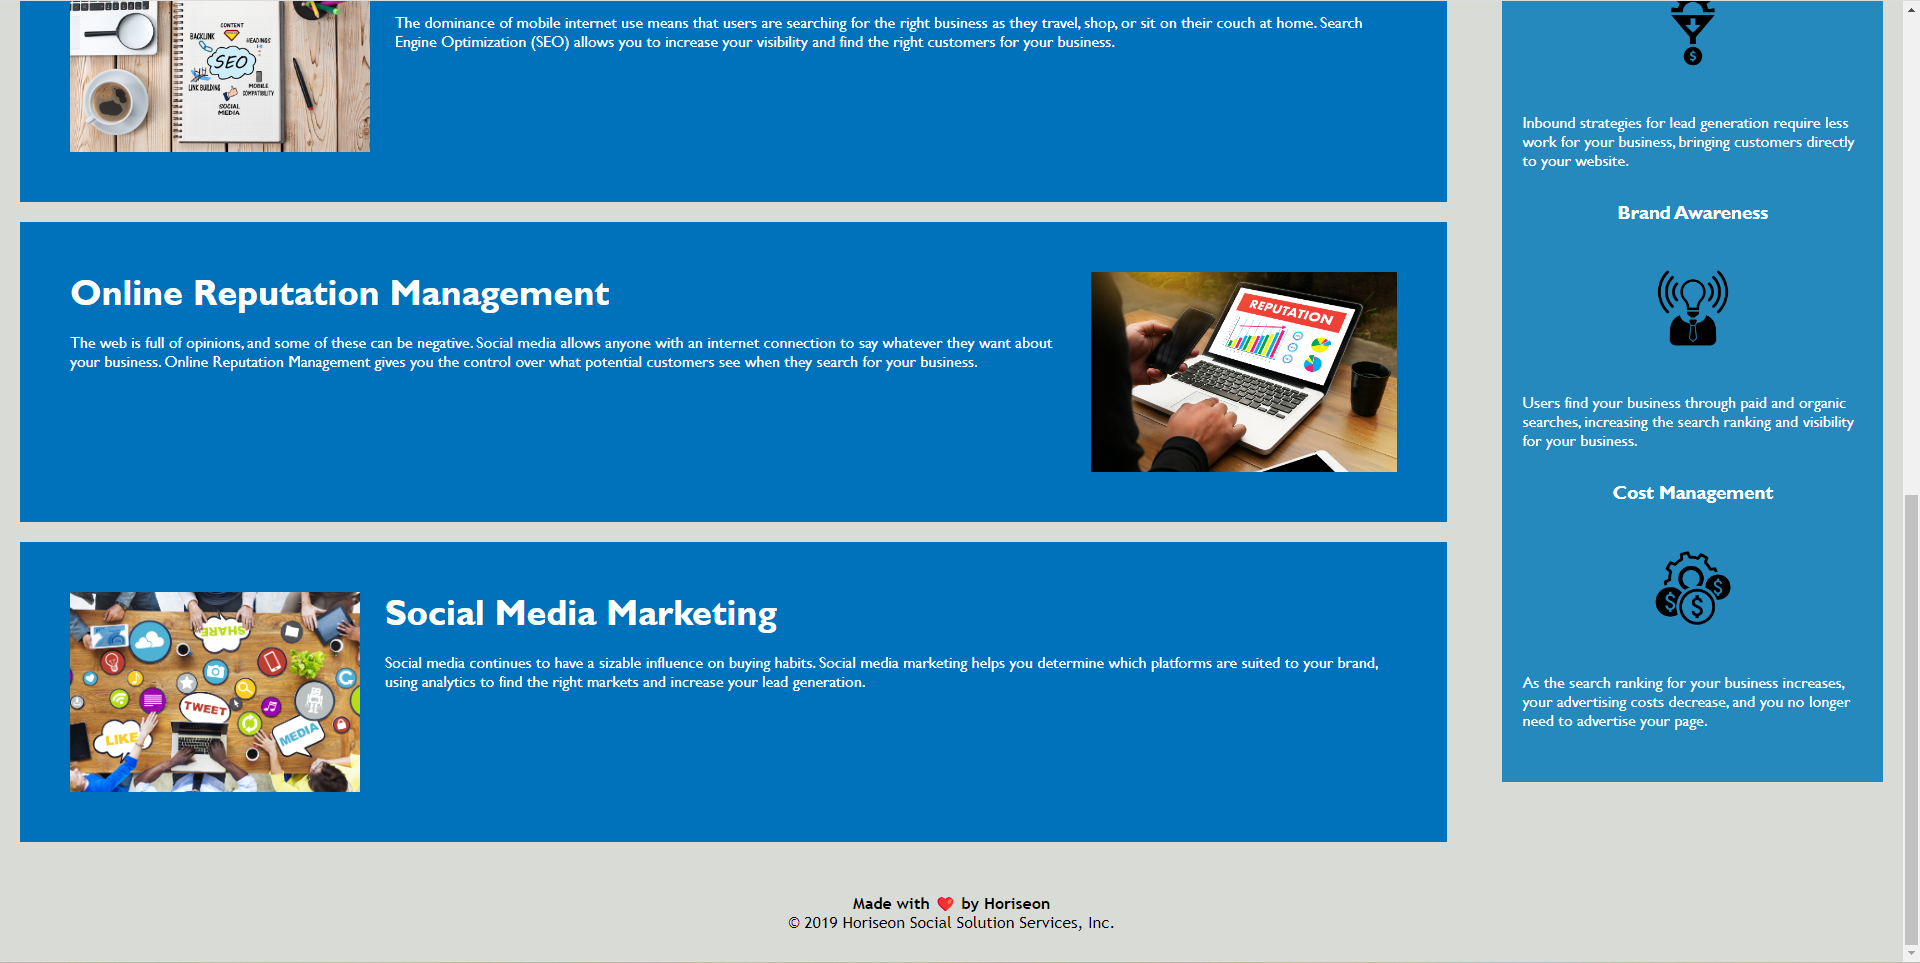 The dominance of mobile internet use means that users are searching for the right business as they travel, shop, or sit on their couch at home. Search
Engine Optimization (SEO) allows you to increase your visibility and find the right customers for your business.
CONTENT
BACKLINK
HEADINGS
SEO
LINK BUILDING
MOBILE
COMPATIBILITY
SOCIAL
MEDIA
Online Reputation Management
The web is full of opinions, and some of these can be negative. Social media allows anyone with an internet connection to say whatever they want about
your business. Online Reputation Management gives you the control over what potential customers see when they search for your business.
REPUTATION
Social Media Marketing
Social media continues to have a sizable influence on buying habits. Social media marketing helps you determine which platforms are suited to your brand,
using analytics to find the right markets and increase your lead generation.
SHARE
TWEET
LIKE
MEDIA
$
Inbound strategies for lead generation require less
work for your business, bringing customers directly
to your website.
Brand Awareness
Users find your business through paid and organic
searches, increasing the search ranking and visibility
for your business.
Cost Management
$
$
$
As the search ranking for your business increases,
your advertising costs decrease, and you no longer
need to advertise your page.
Made with ❤️ by Horiseon
© 2019 Horiseon Social Solution Services, Inc.